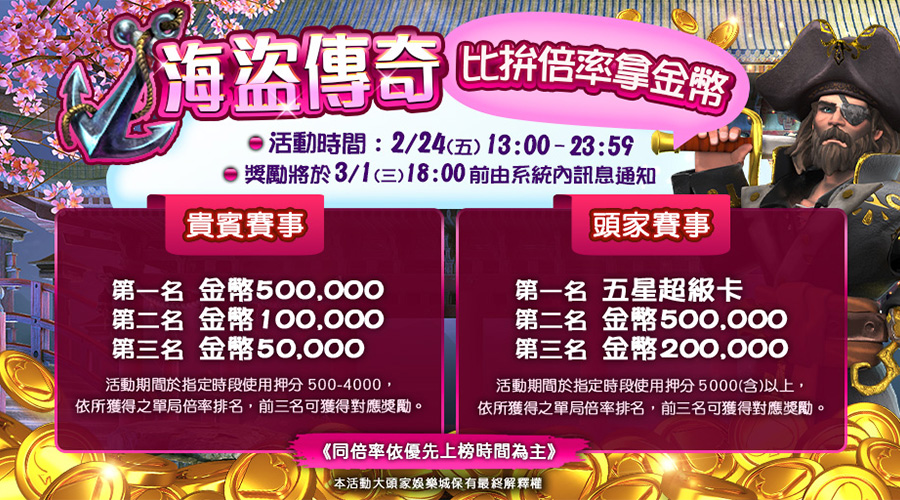 海盜傳奇
比拚倍率拿金幣
活動時間：2/24(五) 13:00-23:59
獎勵將於3/1(三)18:00前由系統內訊息通知
貴賓賽事
第一名 金幣500,000
第二名 金幣100,000
第三名 金幣50,000
活動期間於指定時段使用押分 500-4000，
依所獲得之單局倍率排名，前三名可獲得對應獎勵。
頭家賽事
第一名 五星超級卡
第二名 金幣500,000
第三名 金幣200,000
活動期間於指定時段使用押分 5000(含)以上，
依所獲得之單局倍率排名，前三名可獲得對應獎勵。
《同倍率依優先上榜時間為主》
本活動大頭家娛樂城保有最終解釋權